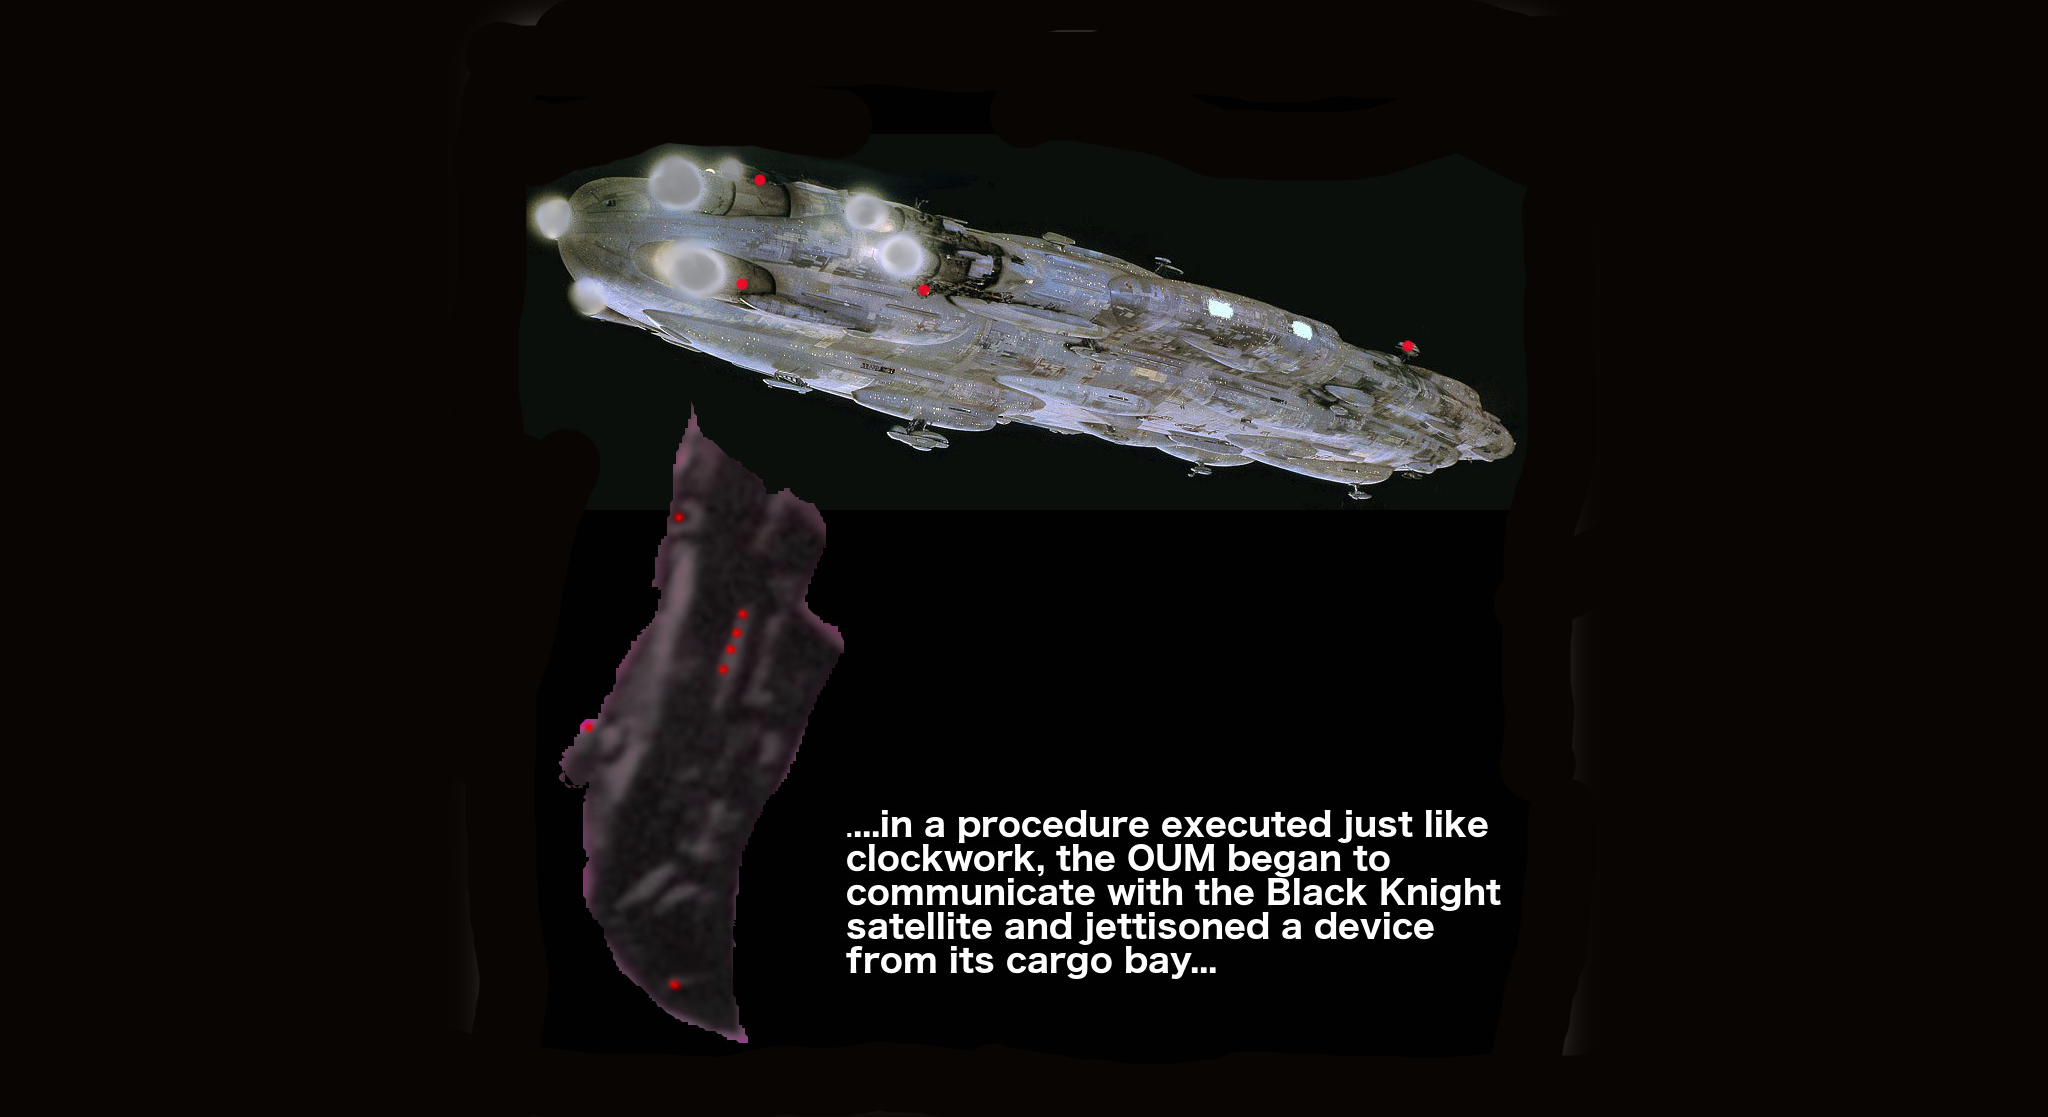 ....in a procedure executed just like
clockwork, the OUM began to
communicate with the Black Knight
satellite and jettisoned a device
from its cargo bay...